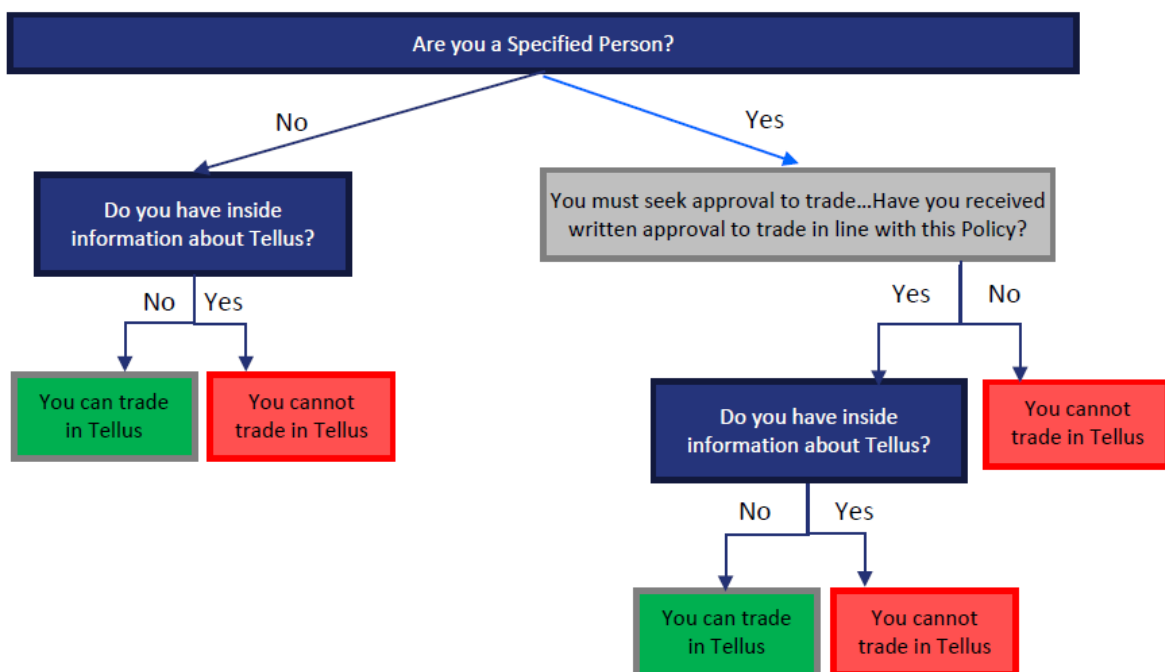 Are you a Specified Person?
No
Yes
Do you have inside
information about Tellus?
You must seek approval to trade...Have you received
written approval to trade in line with this Policy?
No
Yes
Yes
No
You can trade
in Tellus
You cannot
trade in Tellus
Do you have inside
information about Tellus?
You cannot
trade in Tellus
No
Yes
You can trade
in Tellus
You cannot
trade in Tellus